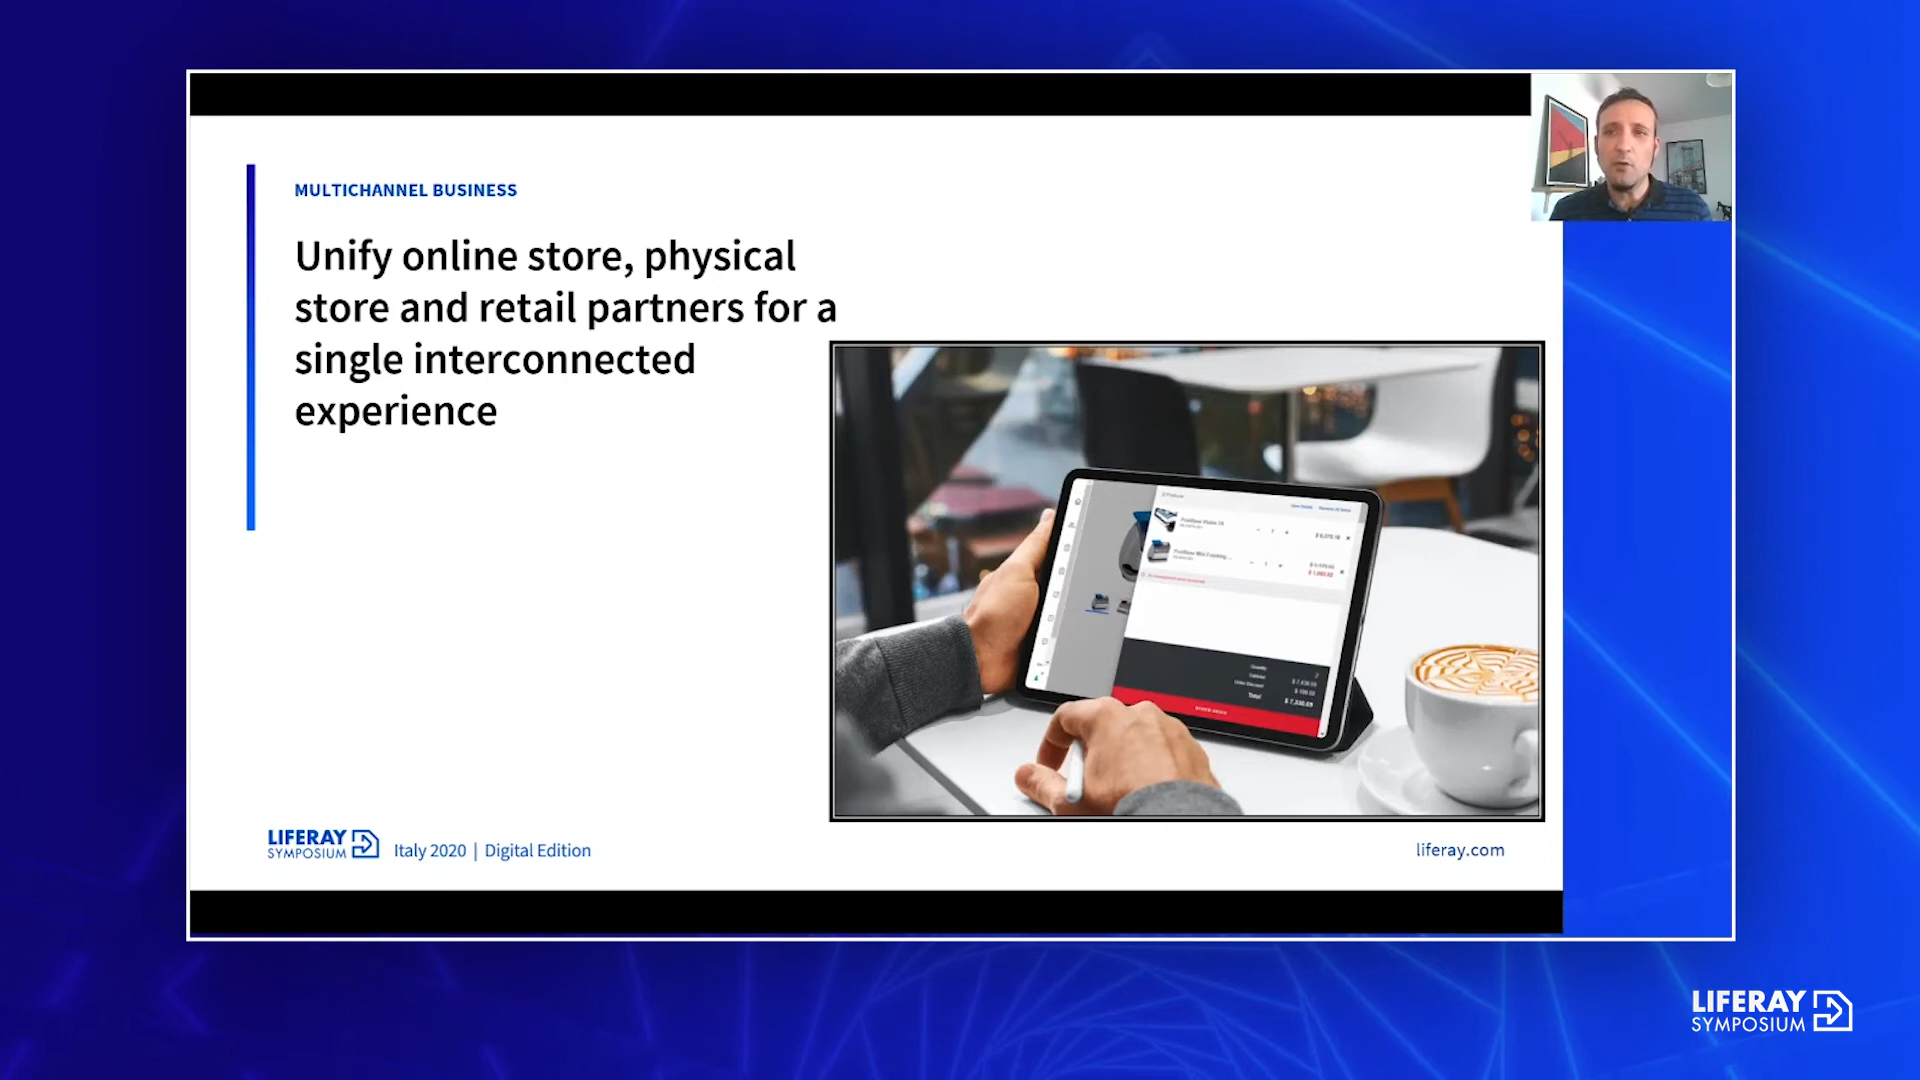 MULTICHANNEL BUSINESS
Unify online store, physical
store and retail partners for a
single interconnected
experience
Total
LIFERAY
SYMPOSIUM
Italy 2020 | Digital Edition
liferay.com
LIFERAY
SYMPOSIUM